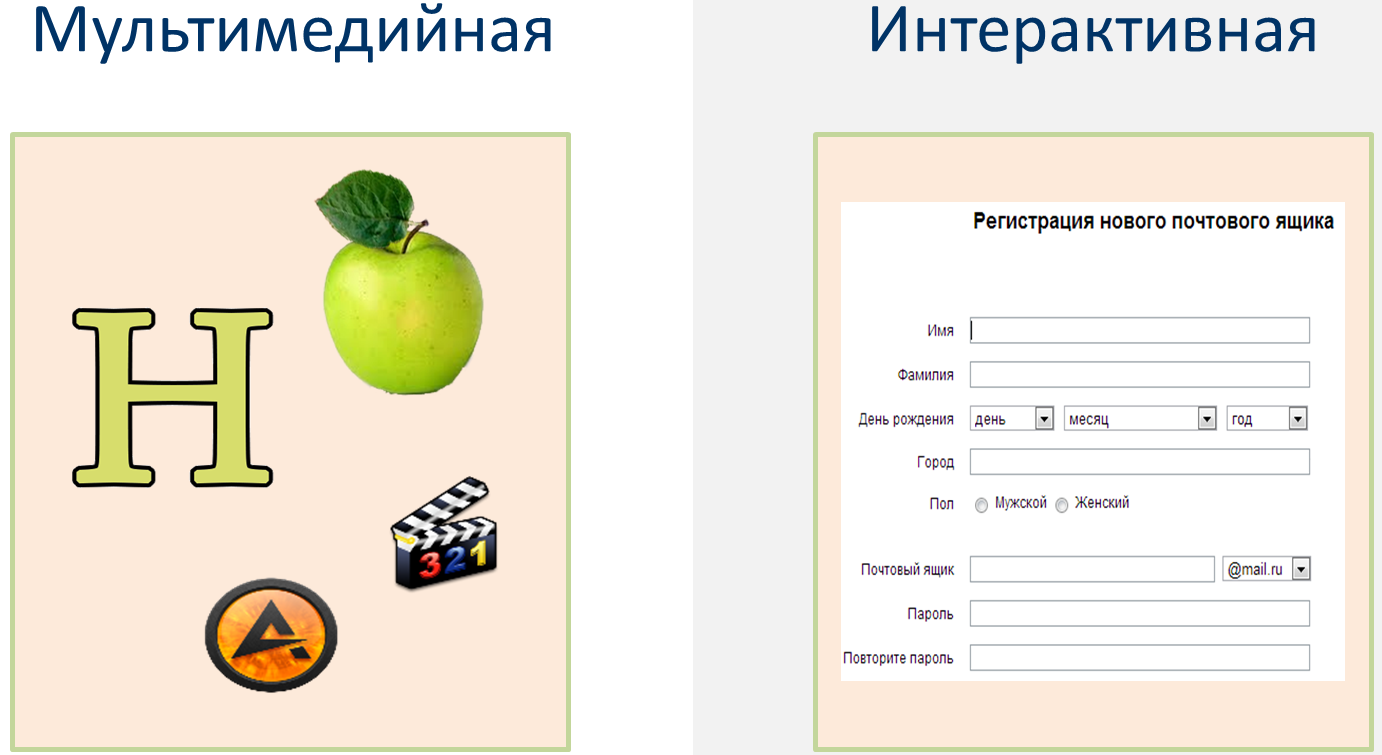 Мультимедийная
Интерактивная
Н
321
Регистрация нового почтового ящика
Имя
Фамилия
День рождения день месяц год
Город
Пол Мужской Женский
Почтовый ящик @mail.ru
Пароль
Повторите пароль